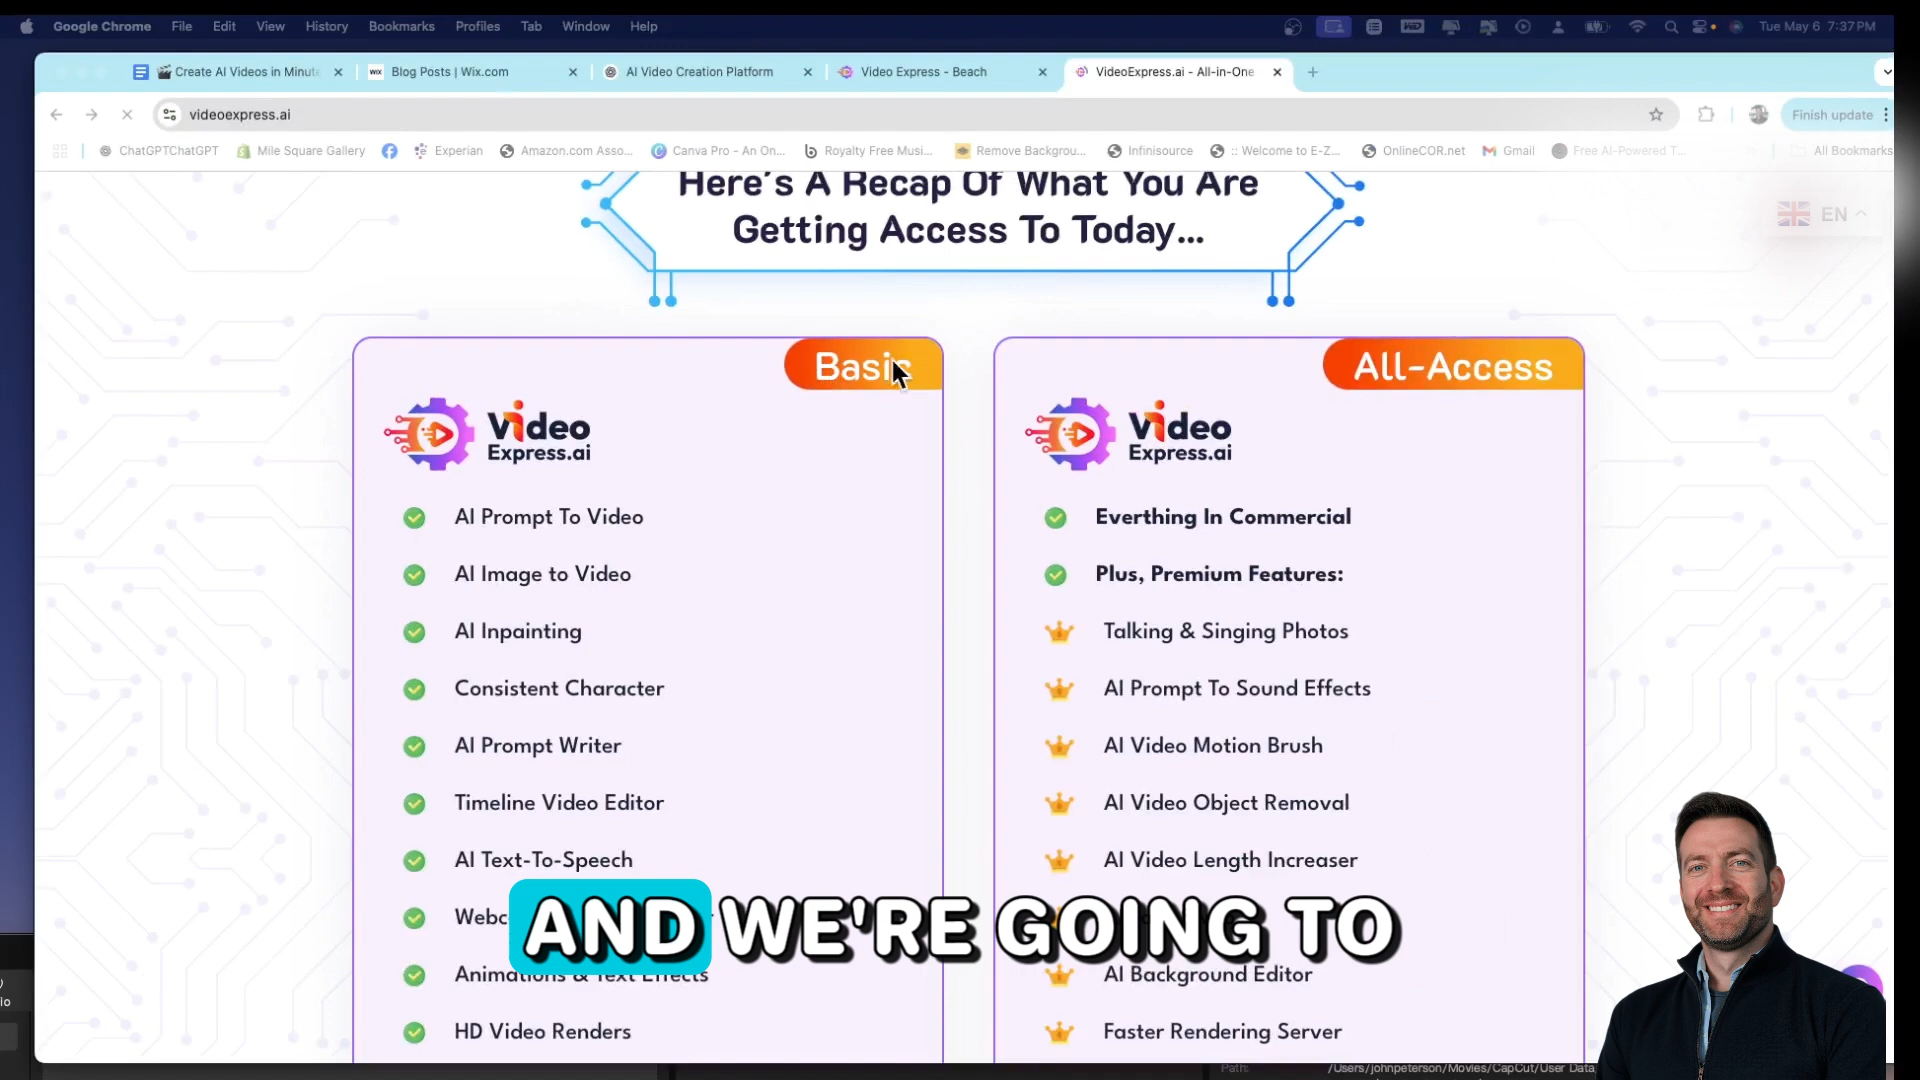 Google Chrome File Edit View History Bookmarks Profiles Tab Window Help Tue May 6 7:37 PM
Create AI Videos in Minute Blog Posts | Wix.com AI Video Creation Platform Video Express - Beach VideoExpress.ai - All-in-One
videoexpress.ai Finish update
ChatGPTChatGPT Mile Square Gallery Experian Amazon.com Asso... Canva Pro - An On... Royalty Free Musi... Remove Backgrou... Infinisource :: Welcome to E-Z... OnlineCOR.net Gmail Free AI-Powered T... All Bookmarks
Here's A Recap Of What You Are
Getting Access To Today...
EN
Basic
Video
Express.ai
AI Prompt To Video
AI Image to Video
AI Inpainting
Consistent Character
AI Prompt Writer
Timeline Video Editor
AI Text-To-Speech
Animations & Text Effects
HD Video Renders
All-Access
Video
Express.ai
Everthing In Commercial
Plus, Premium Features:
Talking & Singing Photos
AI Prompt To Sound Effects
AI Video Motion Brush
AI Video Object Removal
AI Video Length Increaser
AI Background Editor
Faster Rendering Server
AND WE'RE GOING TO
io
Path: /Users/johnpeterson/Movies/CapCut/User Data